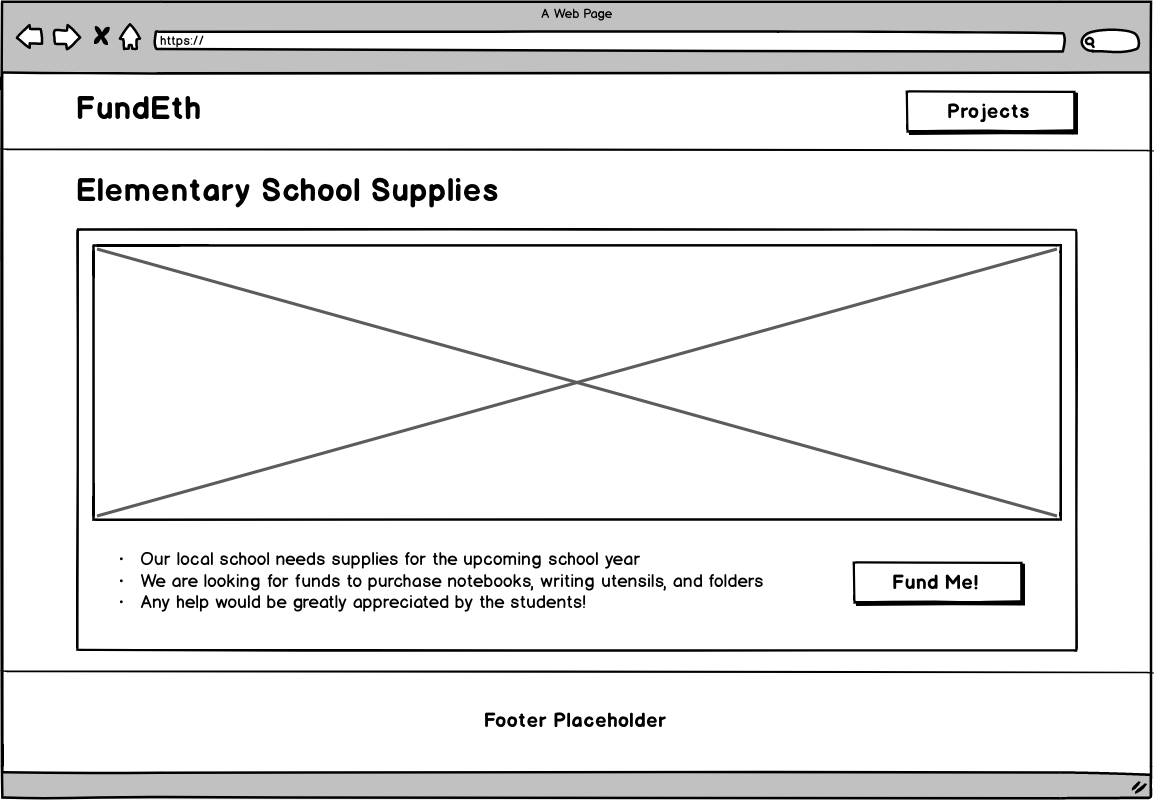 A Web Page
https://
FundEth
Projects
Elementary School Supplies
· Our local school needs supplies for the upcoming school year
· We are looking for funds to purchase notebooks, writing utensils, and folders
· Any help would be greatly appreciated by the students!
Fund Me!
Footer Placeholder